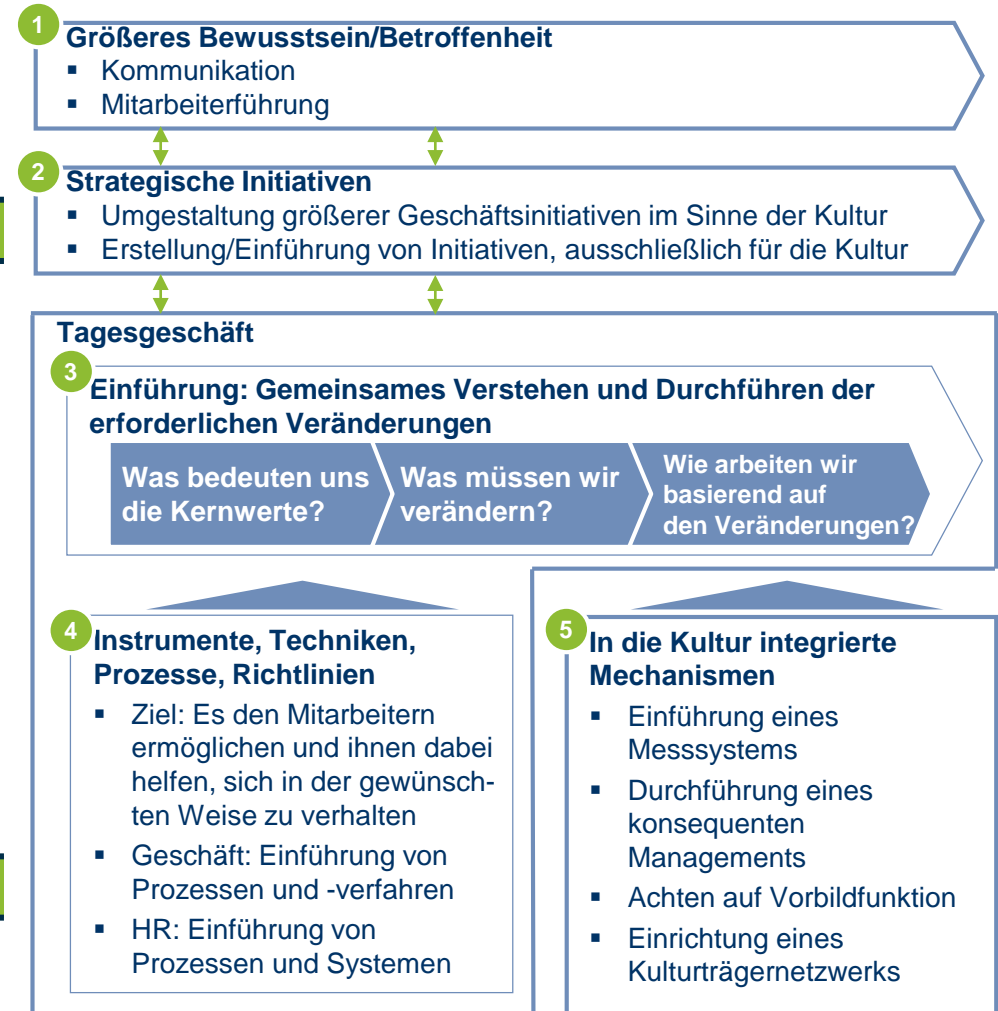 1
Größeres Bewusstsein/Betroffenheit
▪ Kommunikation
▪ Mitarbeiterführung
2
Strategische Initiativen
▪ Umgestaltung größerer Geschäftsinitiativen im Sinne der Kultur
▪ Erstellung/Einführung von Initiativen, ausschließlich für die Kultur
Tagesgeschäft
3
Einführung: Gemeinsames Verstehen und Durchführen der
erforderlichen Veränderungen
Was bedeuten uns
die Kernwerte?
Was müssen wir
verändern?
Wie arbeiten wir
basierend auf
den Veränderungen?
4
Instrumente, Techniken,
Prozesse, Richtlinien
▪ Ziel: Es den Mitarbeitern
ermöglichen und ihnen dabei
helfen, sich in der gewünsch-
ten Weise zu verhalten
▪ Geschäft: Einführung von
Prozessen und -verfahren
▪ HR: Einführung von
Prozessen und Systemen
5
In die Kultur integrierte
Mechanismen
▪ Einführung eines
Messsystems
▪ Durchführung eines
konsequenten
Managements
▪ Achten auf Vorbildfunktion
▪ Einrichtung eines
Kulturträgernetzwerks